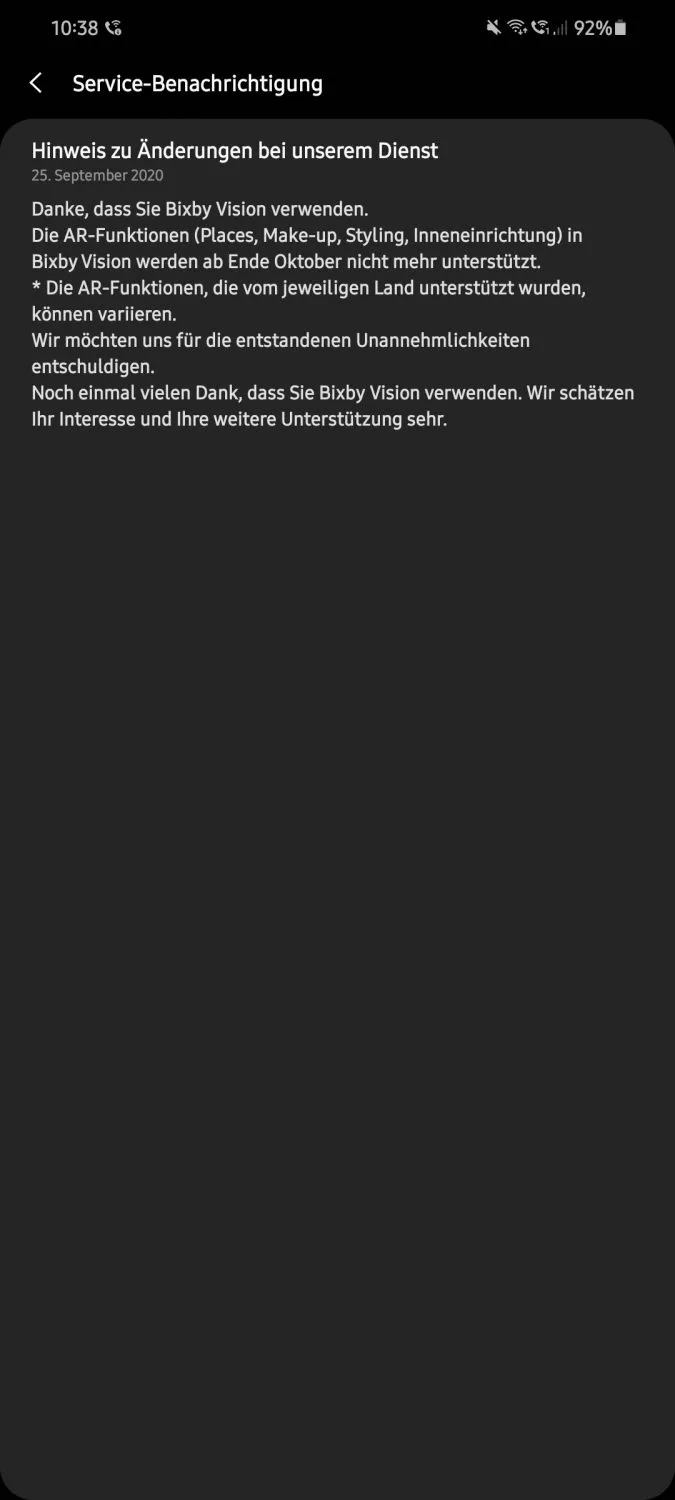 10:38
92%
Service-Benachrichtigung
Hinweis zu Änderungen bei unserem Dienst
25. September 2020
Danke, dass Sie Bixby Vision verwenden.
Die AR-Funktionen (Places, Make-up, Styling, Inneneinrichtung) in
Bixby Vision werden ab Ende Oktober nicht mehr unterstützt.
* Die AR-Funktionen, die vom jeweiligen Land unterstützt wurden,
können variieren.
Wir möchten uns für die entstandenen Unannehmlichkeiten
entschuldigen.
Noch einmal vielen Dank, dass Sie Bixby Vision verwenden. Wir schätzen
Ihr Interesse und Ihre weitere Unterstützung sehr.